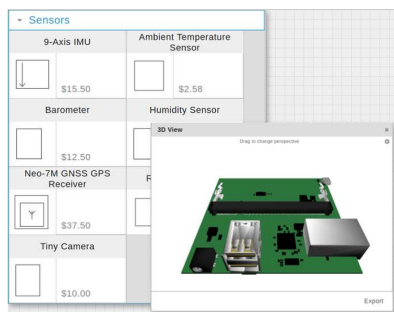 Sensors
9-Axis IMU
Ambient Temperature
Sensor
$15.50
$2.58
Barometer
Humidity Sensor
$12.50
Neo-7M GNSS GPS
Receiver
$37.50
Tiny Camera
$10.00
3D View
×
Drag to change perspective
Export